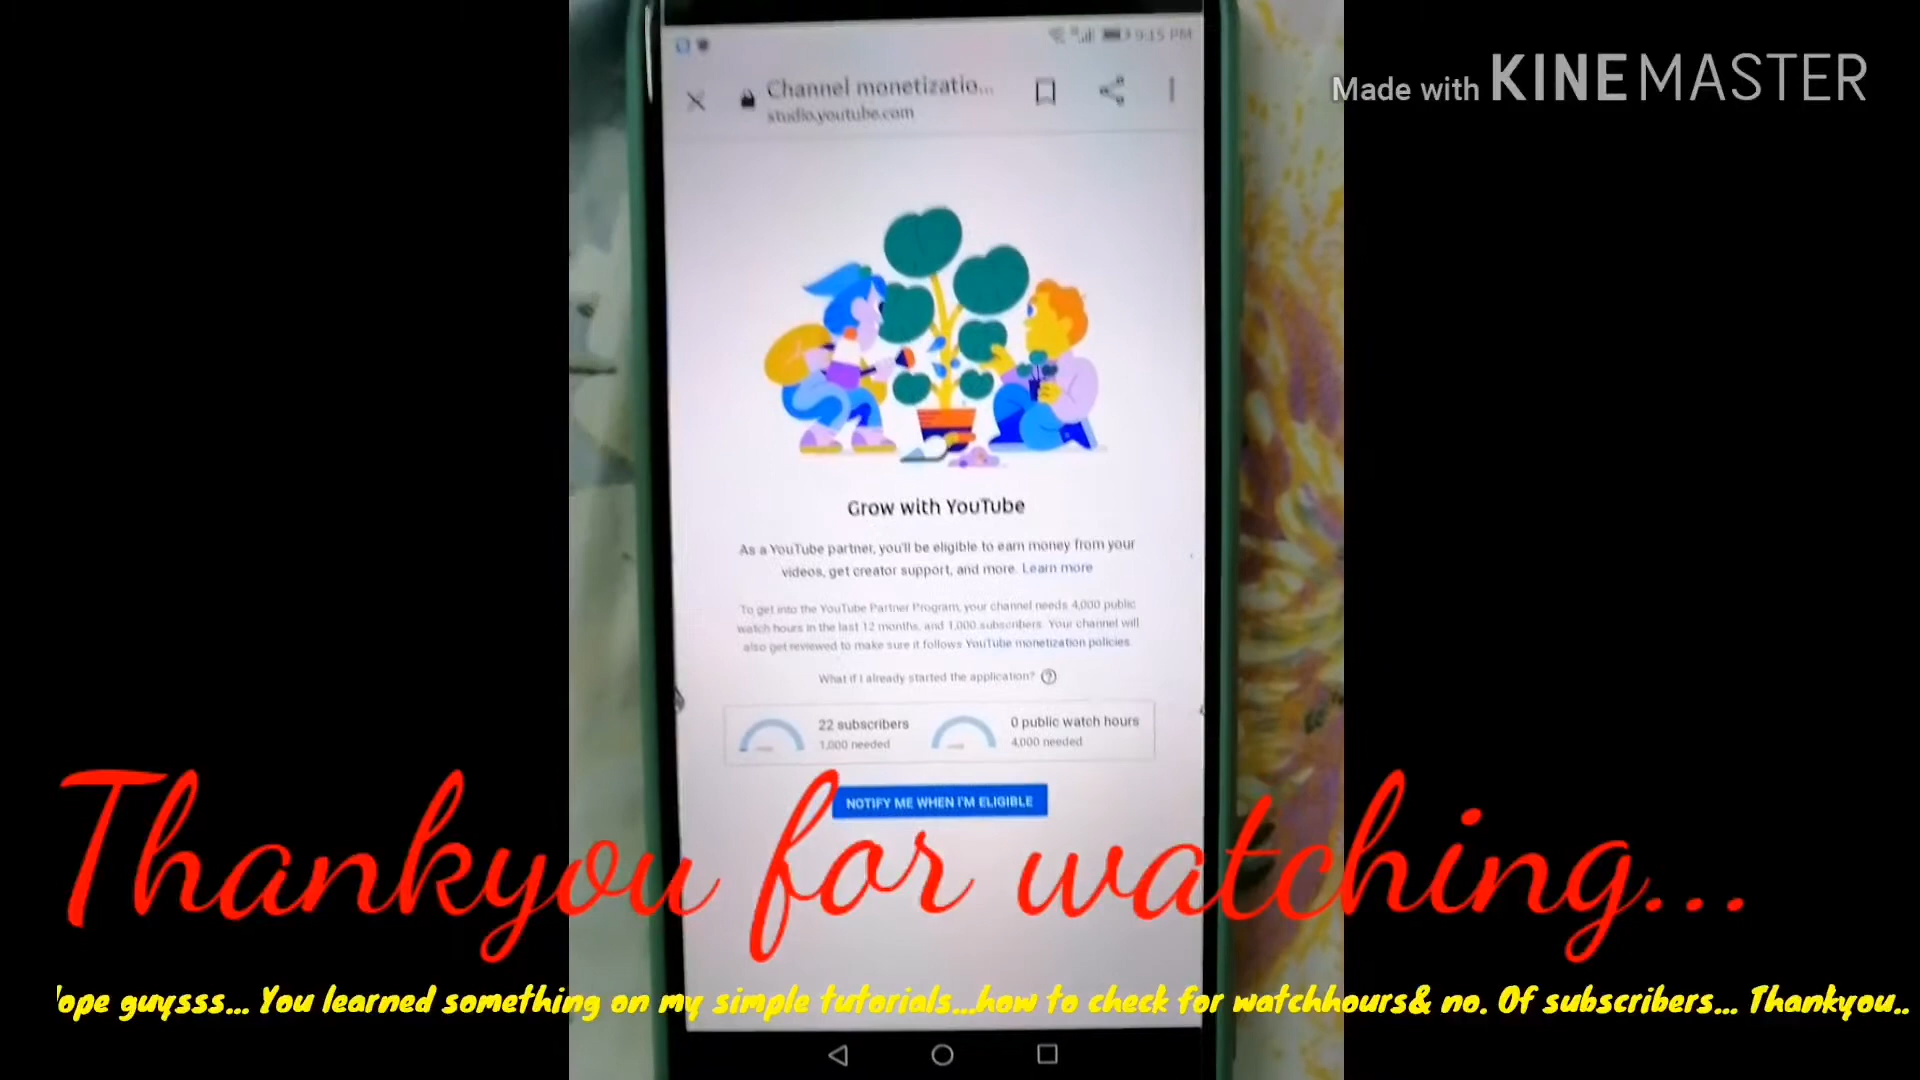 9:15 PM
Channel monetizatio...
studio.youtube.com
Made with KINEMASTER
Grow with YouTube
As a YouTube partner, you'll be eligible to earn money from your
videos, get creator support, and more. Learn more
To get into the YouTube Partner Program, your channel needs 4,000 public
watch hours in the last 12 months, and 1,000 subscribers. Your channel will
also get reviewed to make sure it follows YouTube monetization policies.
What if I already started the application?
22 subscribers
1,000 needed
0 public watch hours
4,000 needed
NOTIFY ME WHEN I'M ELIGIBLE
Thankyou for watching...
ope guysss... You learned something on my simple tutorials...how to check for watchhours& no. Of subscribers... Thankyou..